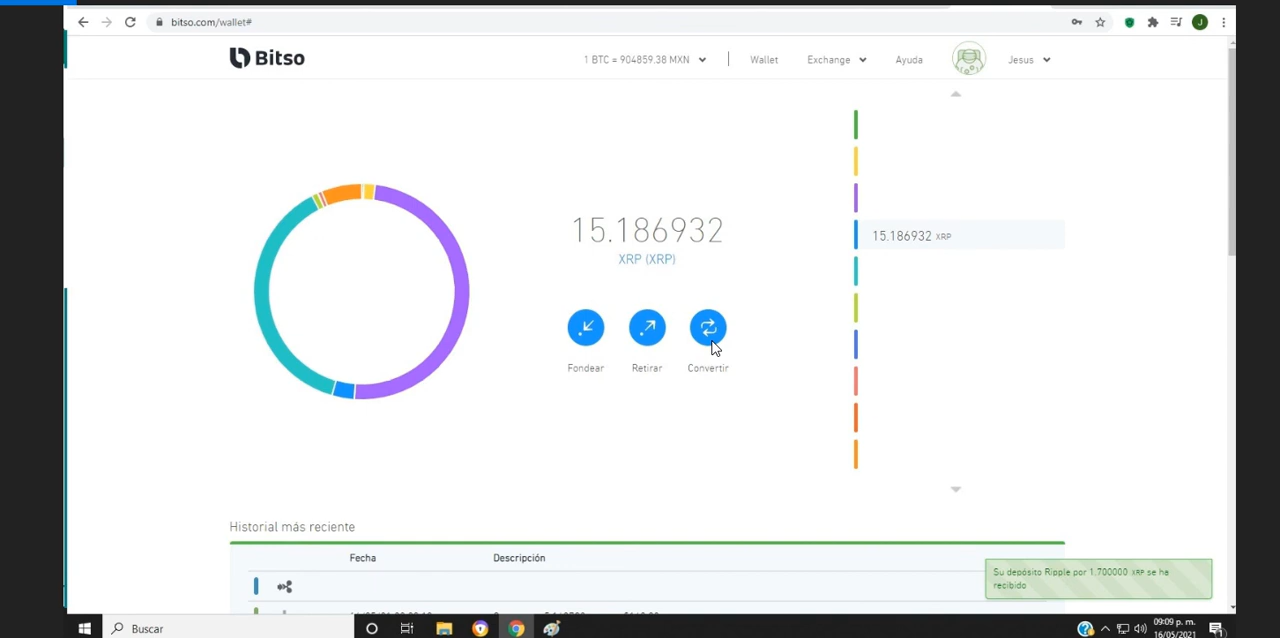 bitso.com/wallet#
J
Bitso
1 BTC = 904859.38 MXN
Wallet
Exchange
Ayuda
Jesus
15.186932
XRP (XRP)
15.186932 XRP
Fondear
Retirar
Convertir
Historial más reciente
Fecha
Descripción
Su depósito Ripple por 1.700000 XRP se ha
recibido
Buscar
09:09 p. m.
16/05/2021